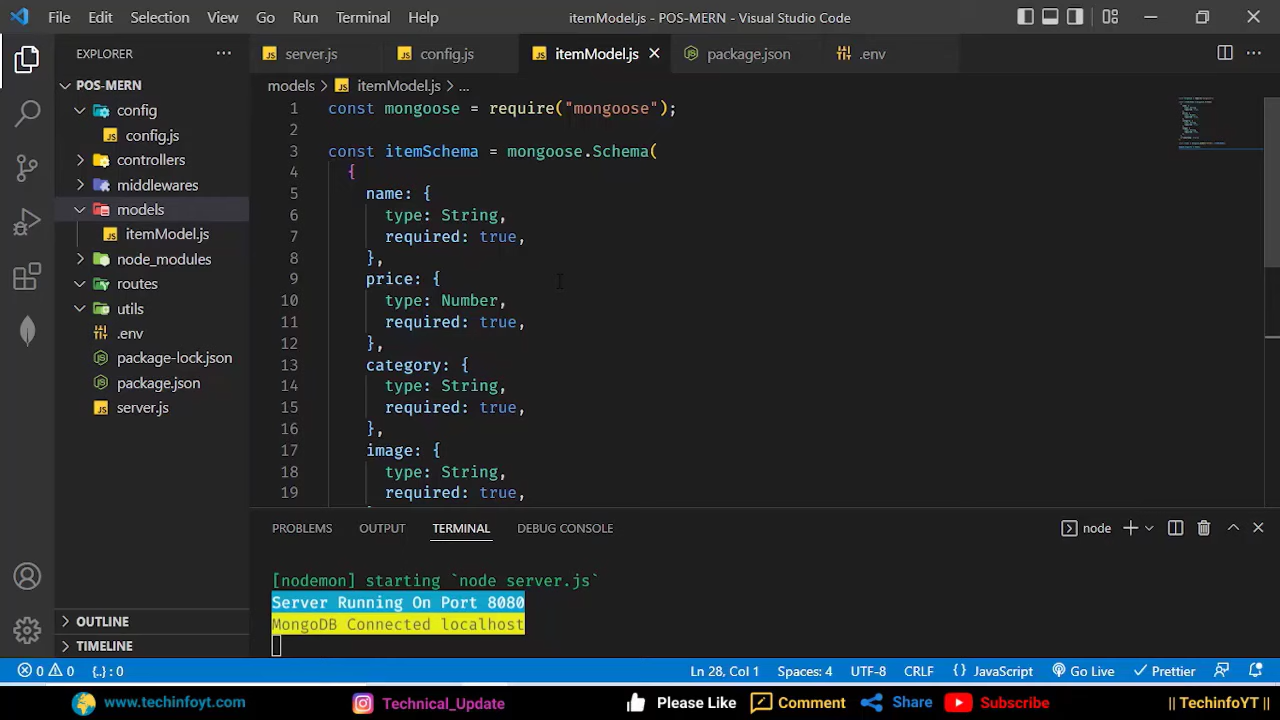 File Edit Selection View Go Run Terminal Help itemModel.js - POS-MERN - Visual Studio Code
EXPLORER
POS-MERN
config
config.js
controllers
middlewares
models
itemModel.js
node_modules
routes
utils
.env
package-lock.json
package.json
server.js
OUTLINE
TIMELINE
server.js config.js itemModel.js package.json .env
models > itemModel.js > ...
1 const mongoose = require("mongoose");
2
3 const itemSchema = mongoose.Schema(
4 {
5 name: {
6 type: String,
7 required: true,
8 },
9 price: {
10 type: Number,
11 required: true,
12 },
13 category: {
14 type: String,
15 required: true,
16 },
17 image: {
18 type: String,
19 required: true,
PROBLEMS OUTPUT TERMINAL DEBUG CONSOLE node
[nodemon] starting `node server.js`
Server Running On Port 8080
MongoDB Connected localhost
0 0 {..} : 0 Ln 28, Col 1 Spaces: 4 UTF-8 CRLF {} JavaScript Go Live Prettier
www.techinfoyt.com Technical_Update Please Like Comment Share Subscribe || TechinfoYT ||